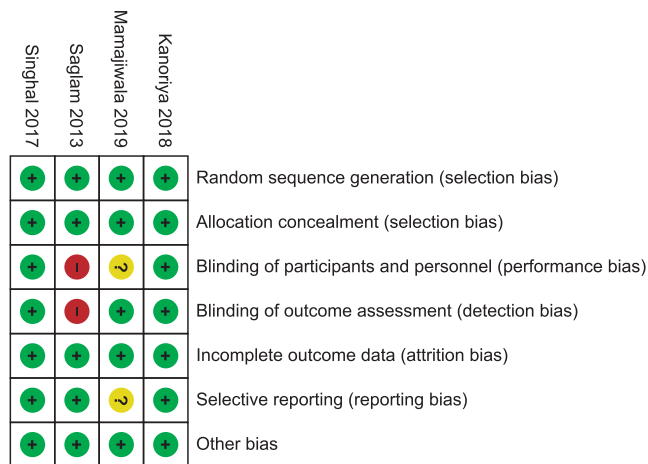 Singhal 2017
Saglam 2013
Mamajiwala 2019
Kanoriya 2018
+ + + + Random sequence generation (selection bias)
+ + + + Allocation concealment (selection bias)
+ – ? + Blinding of participants and personnel (performance bias)
+ – + + Blinding of outcome assessment (detection bias)
+ + + + Incomplete outcome data (attrition bias)
+ + ? + Selective reporting (reporting bias)
+ + + + Other bias